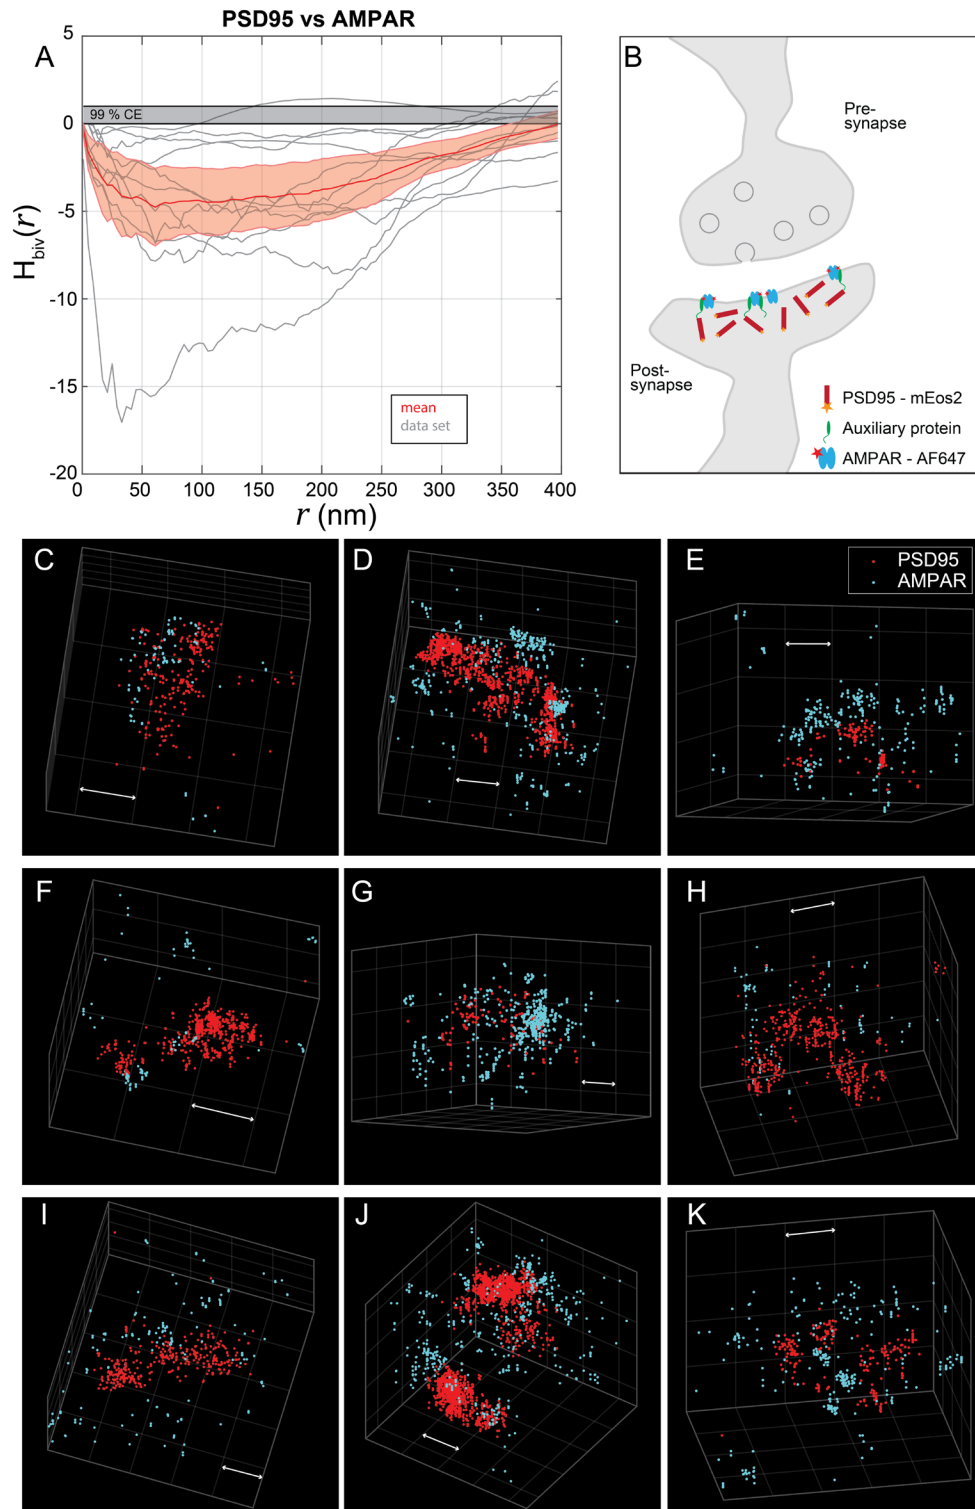 PSD95 vs AMPAR
A
5
0
-5
-10
-15
-20
H_biv(r)
99 % CE
mean
data set
0
50
100
150
200
250
300
350
400
r (nm)
B
Pre-
synapse
Post-
synapse
PSD95 - mEos2
Auxiliary protein
AMPAR - AF647
C
D
E
PSD95
AMPAR
F
G
H
I
J
K